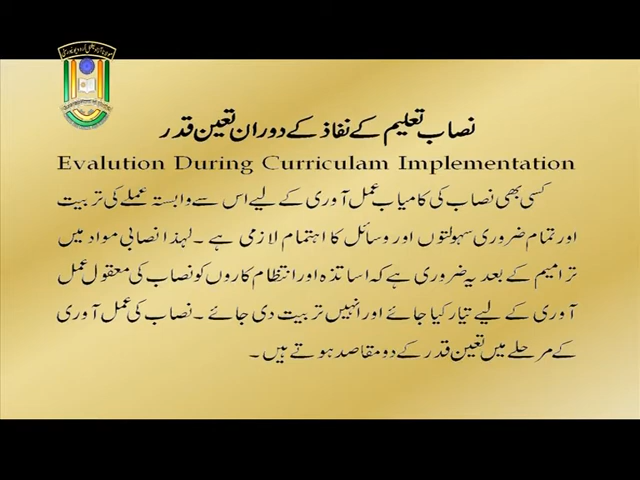 نصاب تعلیم کے نفاذ کے دوران تعین قدر
Evalution During Curriculam Implementation
کسی بھی نصاب کی کامیاب عمل آوری کے لیے اس سے وابستہ عملے کی تربیت
اور تمام ضروری سہولتوں اور وسائل کا اہتمام لازمی ہے ۔ لہذا نصابی مواد میں
ترامیم کے بعد یہ ضروری ہے کہ اساتذہ اور انتظام کاروں کو نصاب کی معقول عمل
آوری کے لیے تیار کیا جائے اور انہیں تربیت دی جائے ۔ نصاب کی عمل آوری
کے مرحلے میں تعین قدر کے دو مقاصد ہوتے ہیں ۔